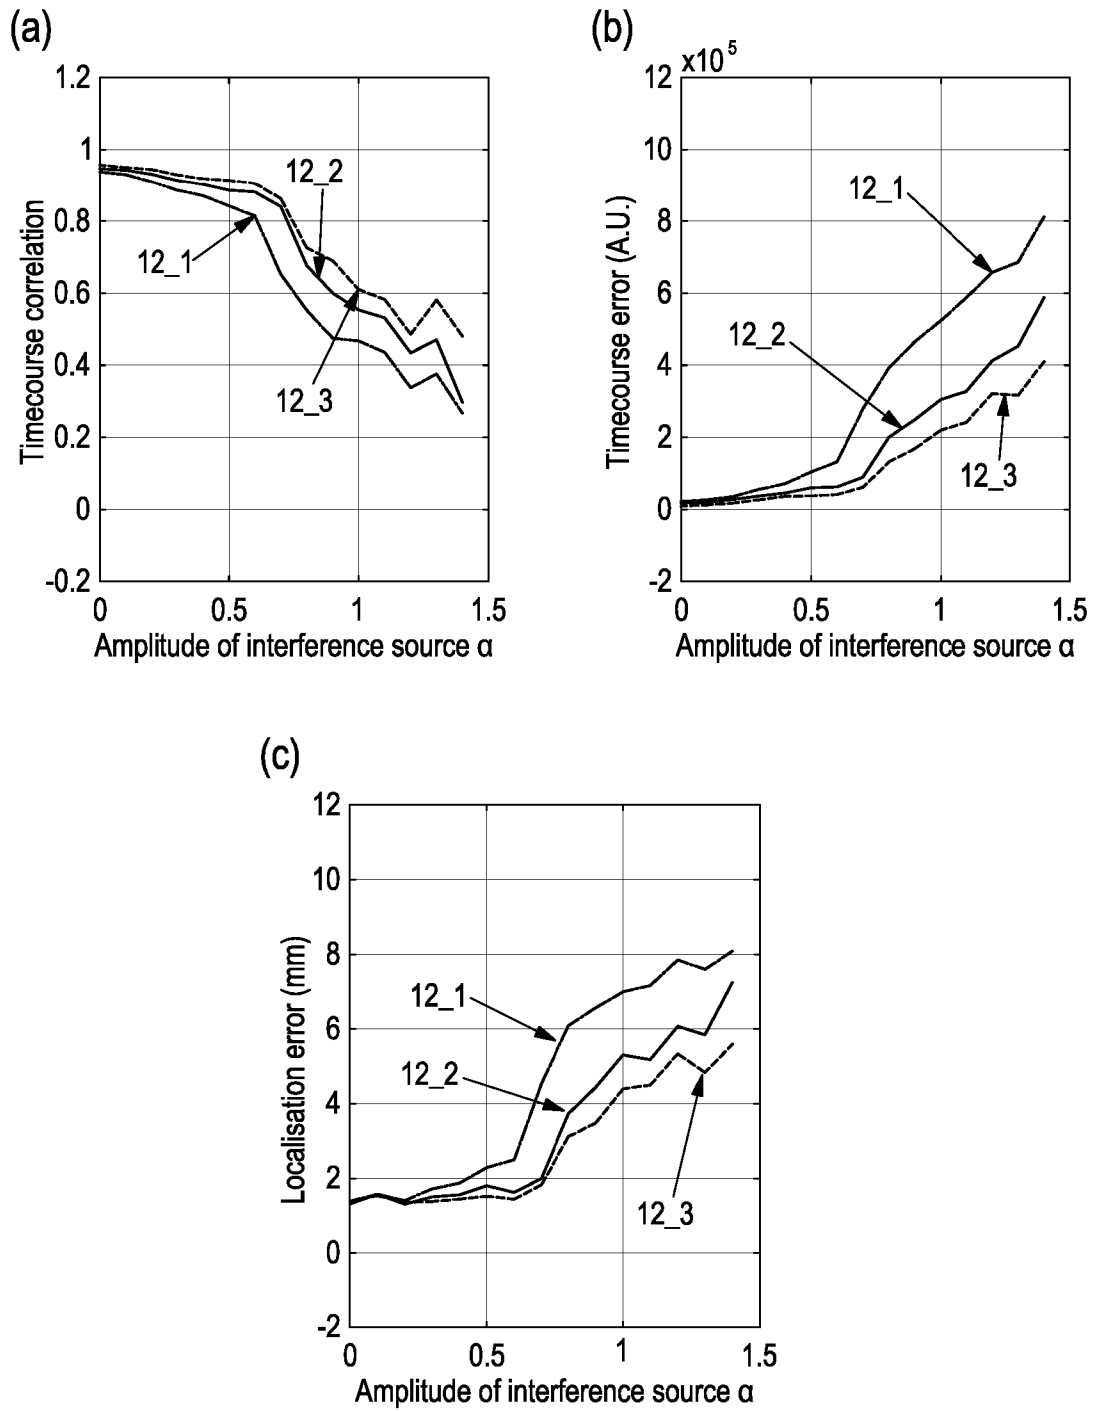 (a)
1.2
1
0.8
0.6
0.4
0.2
0
-0.2
Timecourse correlation
12_2
12_1
12_3
0 0.5 1 1.5
Amplitude of interference source α
(b)
x10 5
12
10
8
6
4
2
0
-2
Timecourse error (A.U.)
12_1
12_2
12_3
0 0.5 1 1.5
Amplitude of interference source α
(c)
12
10
8
6
4
2
0
-2
Localisation error (mm)
12_1
12_2
12_3
0 0.5 1 1.5
Amplitude of interference source α